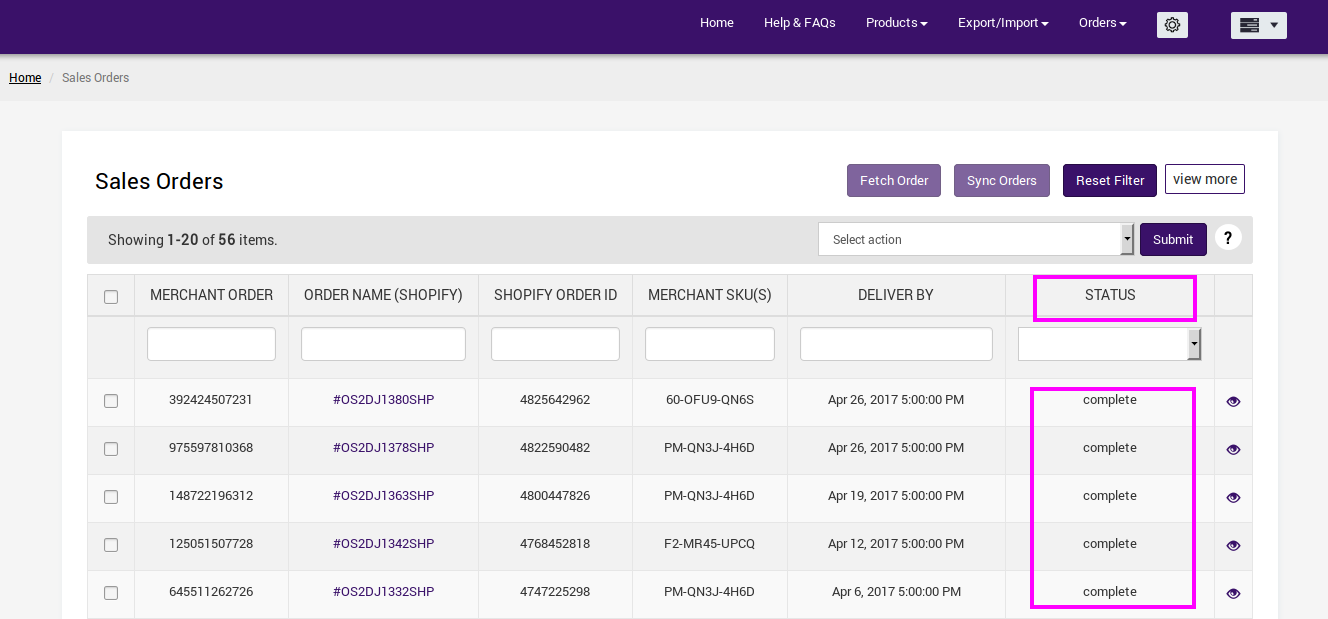 Home Help & FAQs Products Export/Import Orders
Home / Sales Orders
Sales Orders Fetch Order Sync Orders Reset Filter view more
Showing 1-20 of 56 items. Select action Submit ?
MERCHANT ORDER ORDER NAME (SHOPIFY) SHOPIFY ORDER ID MERCHANT SKU(S) DELIVER BY STATUS
392424507231 #OS2DJ1380SHP 4825642962 60-OFU9-QN6S Apr 26, 2017 5:00:00 PM complete
975597810368 #OS2DJ1378SHP 4822590482 PM-QN3J-4H6D Apr 26, 2017 5:00:00 PM complete
148722196312 #OS2DJ1363SHP 4800447826 PM-QN3J-4H6D Apr 19, 2017 5:00:00 PM complete
125051507728 #OS2DJ1342SHP 4768452818 F2-MR45-UPCQ Apr 12, 2017 5:00:00 PM complete
645511262726 #OS2DJ1332SHP 4747225298 PM-QN3J-4H6D Apr 6, 2017 5:00:00 PM complete